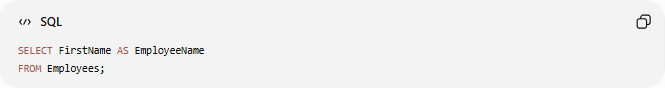 </> SQL
SELECT FirstName AS EmployeeName
FROM Employees;